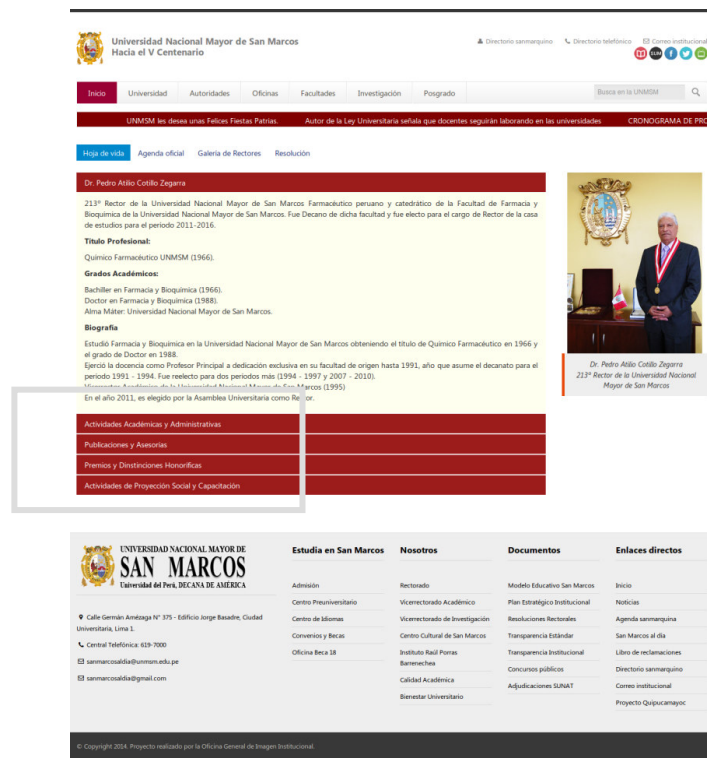 Universidad Nacional Mayor de San Marcos
Hacia el V Centenario
Directorio sanmarquino
Directorio telefónico
Correo institucional
Inicio
Universidad
Autoridades
Oficinas
Facultades
Investigación
Posgrado
Busca en la UNMSM
UNMSM les desea unas Felices Fiestas Patrias.
Autor de la Ley Universitaria señala que docentes seguirán laborando en las universidades
CRONOGRAMA DE PRO
Hoja de vida
Agenda oficial
Galería de Rectores
Resolución
Dr. Pedro Atilio Cotillo Zegarra
213º Rector de la Universidad Nacional Mayor de San Marcos Farmacéutico peruano y catedrático de la Facultad de Farmacia y
Bioquímica de la Universidad Nacional Mayor de San Marcos. Fue Decano de dicha facultad y fue electo para el cargo de Rector de la casa
de estudios para el periodo 2011-2016.
Titulo Profesional:
Químico Farmacéutico UNMSM (1966).
Grados Académicos:
Bachiller en Farmacia y Bioquímica (1966).
Doctor en Farmacia y Bioquímica (1988).
Alma Máter: Universidad Nacional Mayor de San Marcos.
Biografía
Estudió Farmacia y Bioquímica en la Universidad Nacional Mayor de San Marcos obteniendo el título de Químico Farmacéutico en 1966 y
el grado de Doctor en 1988.
Ejerció la docencia como Profesor Principal a dedicación exclusiva en su facultad de origen hasta 1991, año que asume el decanato para el
periodo 1991 - 1994. Fue reelecto para dos períodos más (1994 - 1997 y 2007 - 2010).
Vicerrector Académico de la Universidad Nacional Mayor de San Marcos (1995)
En el año 2011, es elegido por la Asamblea Universitaria como Rector.
Dr. Pedro Atilio Cotillo Zegarra
213º Rector de la Universidad Nacional
Mayor de San Marcos
Actividades Académicas y Administrativas
Publicaciones y Asesorías
Premios y Dinstinciones Honoríficas
Actividades de Proyección Social y Capacitación
UNIVERSIDAD NACIONAL MAYOR DE
SAN MARCOS
Universidad del Perú, DECANA DE AMÉRICA
Calle Germán Amézaga N° 375 - Edificio Jorge Basadre, Ciudad
Universitaria, Lima 1.
Central Telefónica: 619-7000
sanmarcosaldia@unmsm.edu.pe
sanmarcosaldia@gmail.com
Estudia en San Marcos
Admisión
Centro Preuniversitario
Centro de Idiomas
Convenios y Becas
Oficina Beca 18
Nosotros
Rectorado
Vicerrectorado Académico
Vicerrectorado de Investigación
Centro Cultural de San Marcos
Instituto Raúl Porras
Barrenechea
Calidad Académica
Bienestar Universitario
Documentos
Modelo Educativo San Marcos
Plan Estratégico Institucional
Resoluciones Rectorales
Transparencia Estándar
Transparencia Institucional
Concursos públicos
Adjudicaciones SUNAT
Enlaces directos
Inicio
Noticias
Agenda sanmarquina
San Marcos al día
Libro de reclamaciones
Directorio sanmarquino
Correo institucional
Proyecto Quipucamayoc
© Copyright 2014. Proyecto realizado por la Oficina General de Imagen Institucional.